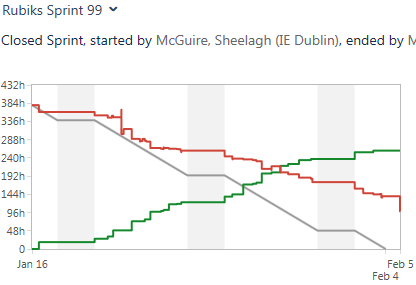 Rubiks Sprint 99
Closed Sprint, started by McGuire, Sheelagh (IE Dublin), ended by M
432h
384h
336h
288h
240h
192h
144h
96h
48h
0
Jan 16
Feb 5
Feb 4